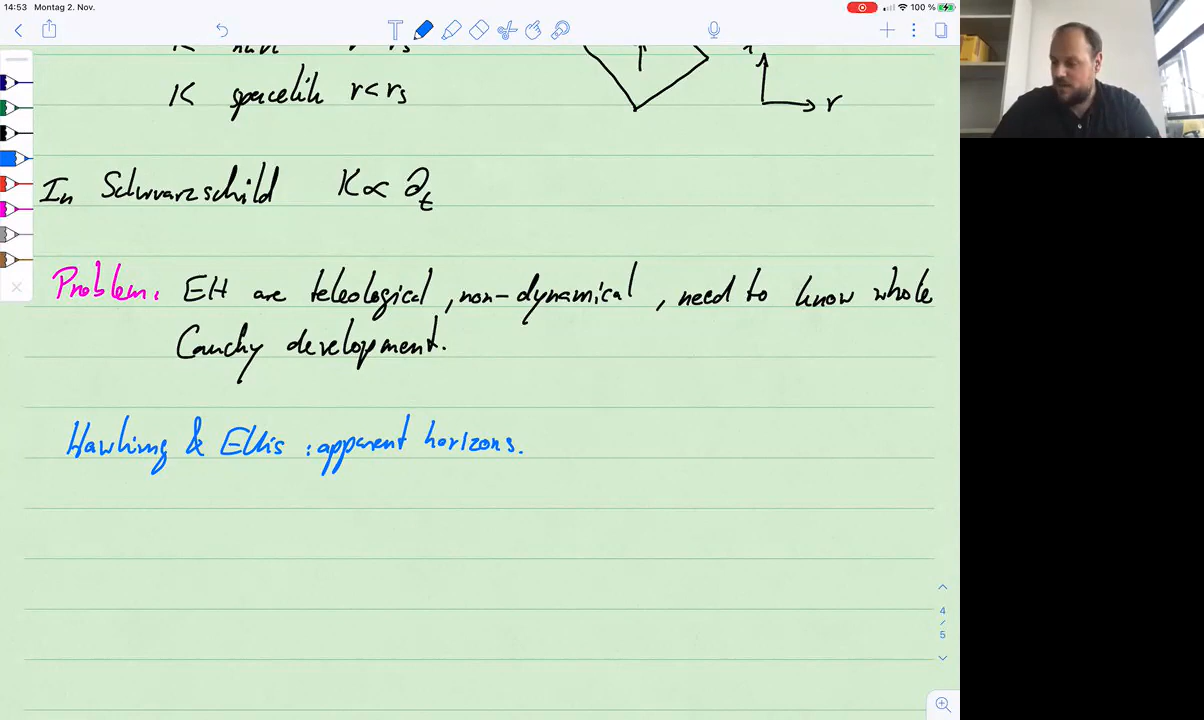 14:53 Montag 2. Nov.
100 %
K spacelik r < rs
r
In Schwarzschild K ∝ ∂t
Problem: EH are teleological, non-dynamical, need to know whole
Cauchy development.
Hawking & Ellis : apparent horizons.
4
/
5